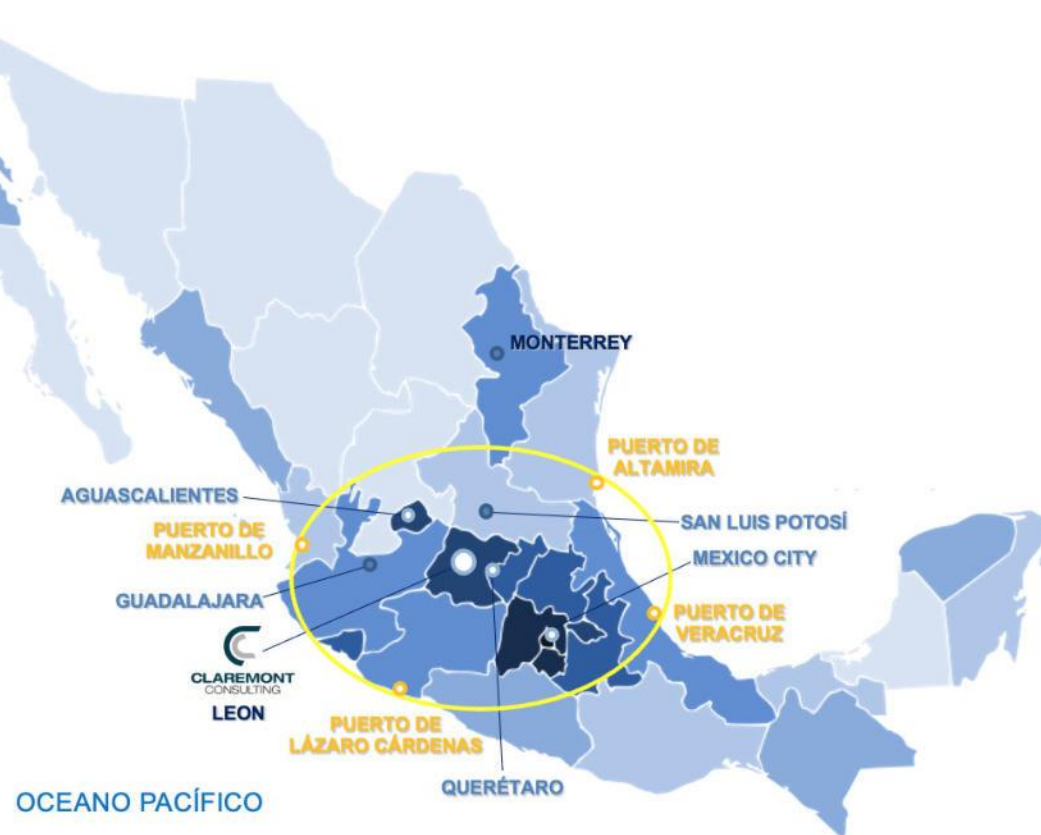 MONTERREY
PUERTO DE
ALTAMIRA
AGUASCALIENTES
SAN LUIS POTOSÍ
PUERTO DE
MANZANILLO
MEXICO CITY
GUADALAJARA
PUERTO DE
VERACRUZ
CLAREMONT
CONSULTING
LEON
PUERTO DE
LÁZARO CÁRDENAS
QUERÉTARO
OCEANO PACÍFICO